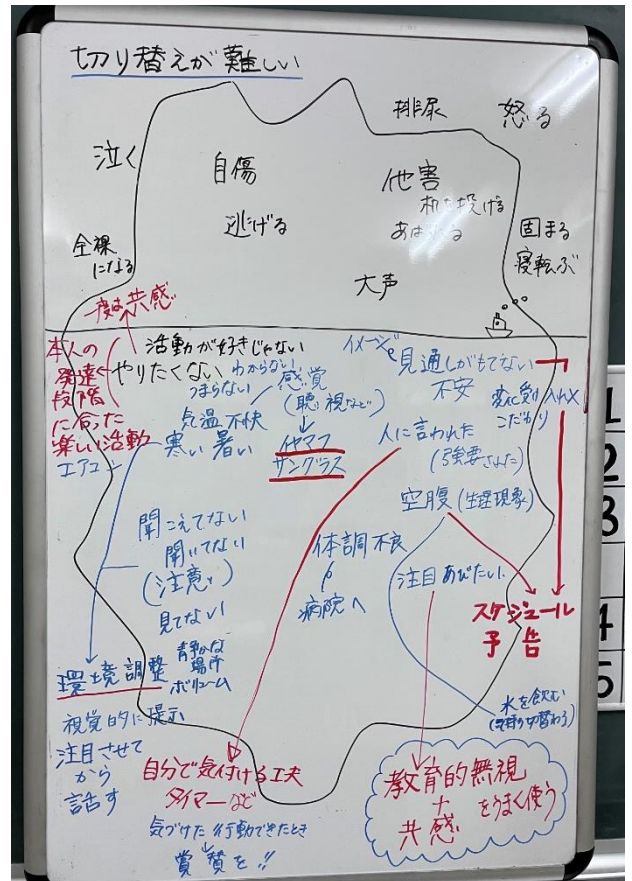 切り替えが難しい
排尿
怒る
泣く
自傷
他害
机を投げる
あばれる
逃げる
固まる
寝転ぶ
全裸
になる
大声
一度は共感
本人の
発達
段階
に合った
楽しい活動
エアコン
活動が好きじゃない
やりたくない
わからない
つまらない
感覚
(聴、視など)
イヤマフ
サングラス
気温 不快
寒い 暑い
イメージ
見通しがもてない
不安
変に受け入れ×
こだわり
人に言われた
(強要された)
空腹(生理現象)
聞こえてない
聞いてない
(注意)
見てない
体調不良
病院へ
注目あびたい
スケジュール
予告
環境調整
静かな
場所
ボリューム
視覚的に提示
注目させて
から
話す
水を飲む
自分で気付ける工夫
タイマーなど
気づけた 行動できたとき
賞賛を!!
教育的無視
+
共感
をうまく使う
1
2
3
4
5